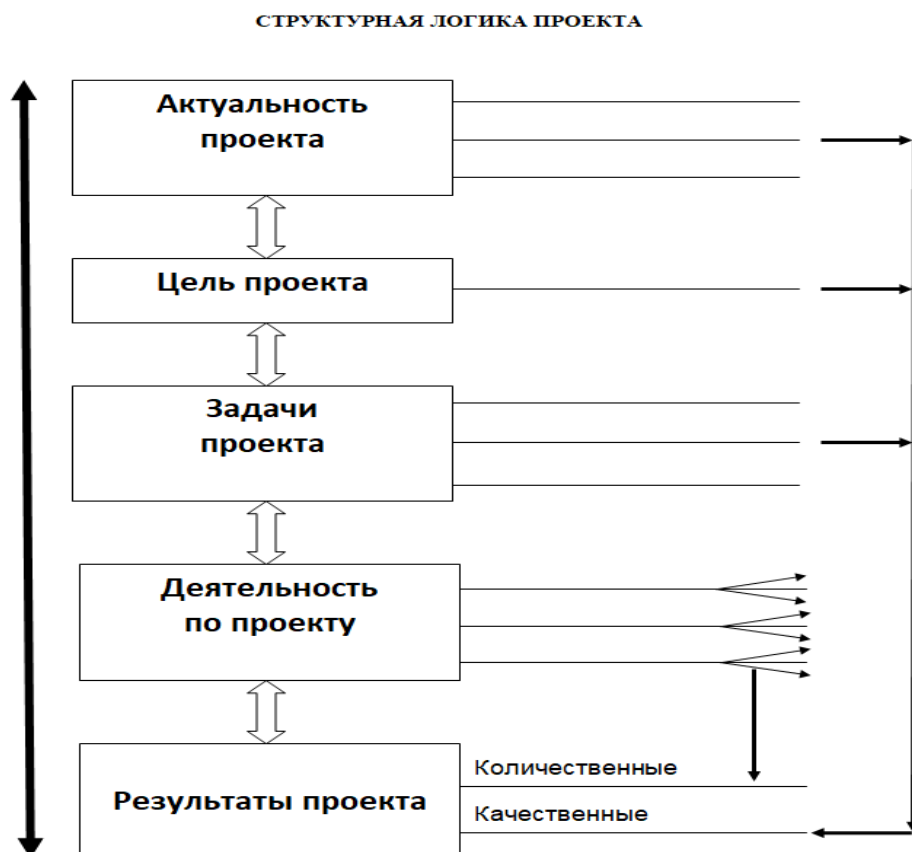 СТРУКТУРНАЯ ЛОГИКА ПРОЕКТА
Актуальность
проекта
Цель проекта
Задачи
проекта
Деятельность
по проекту
Результаты проекта
Количественные
Качественные